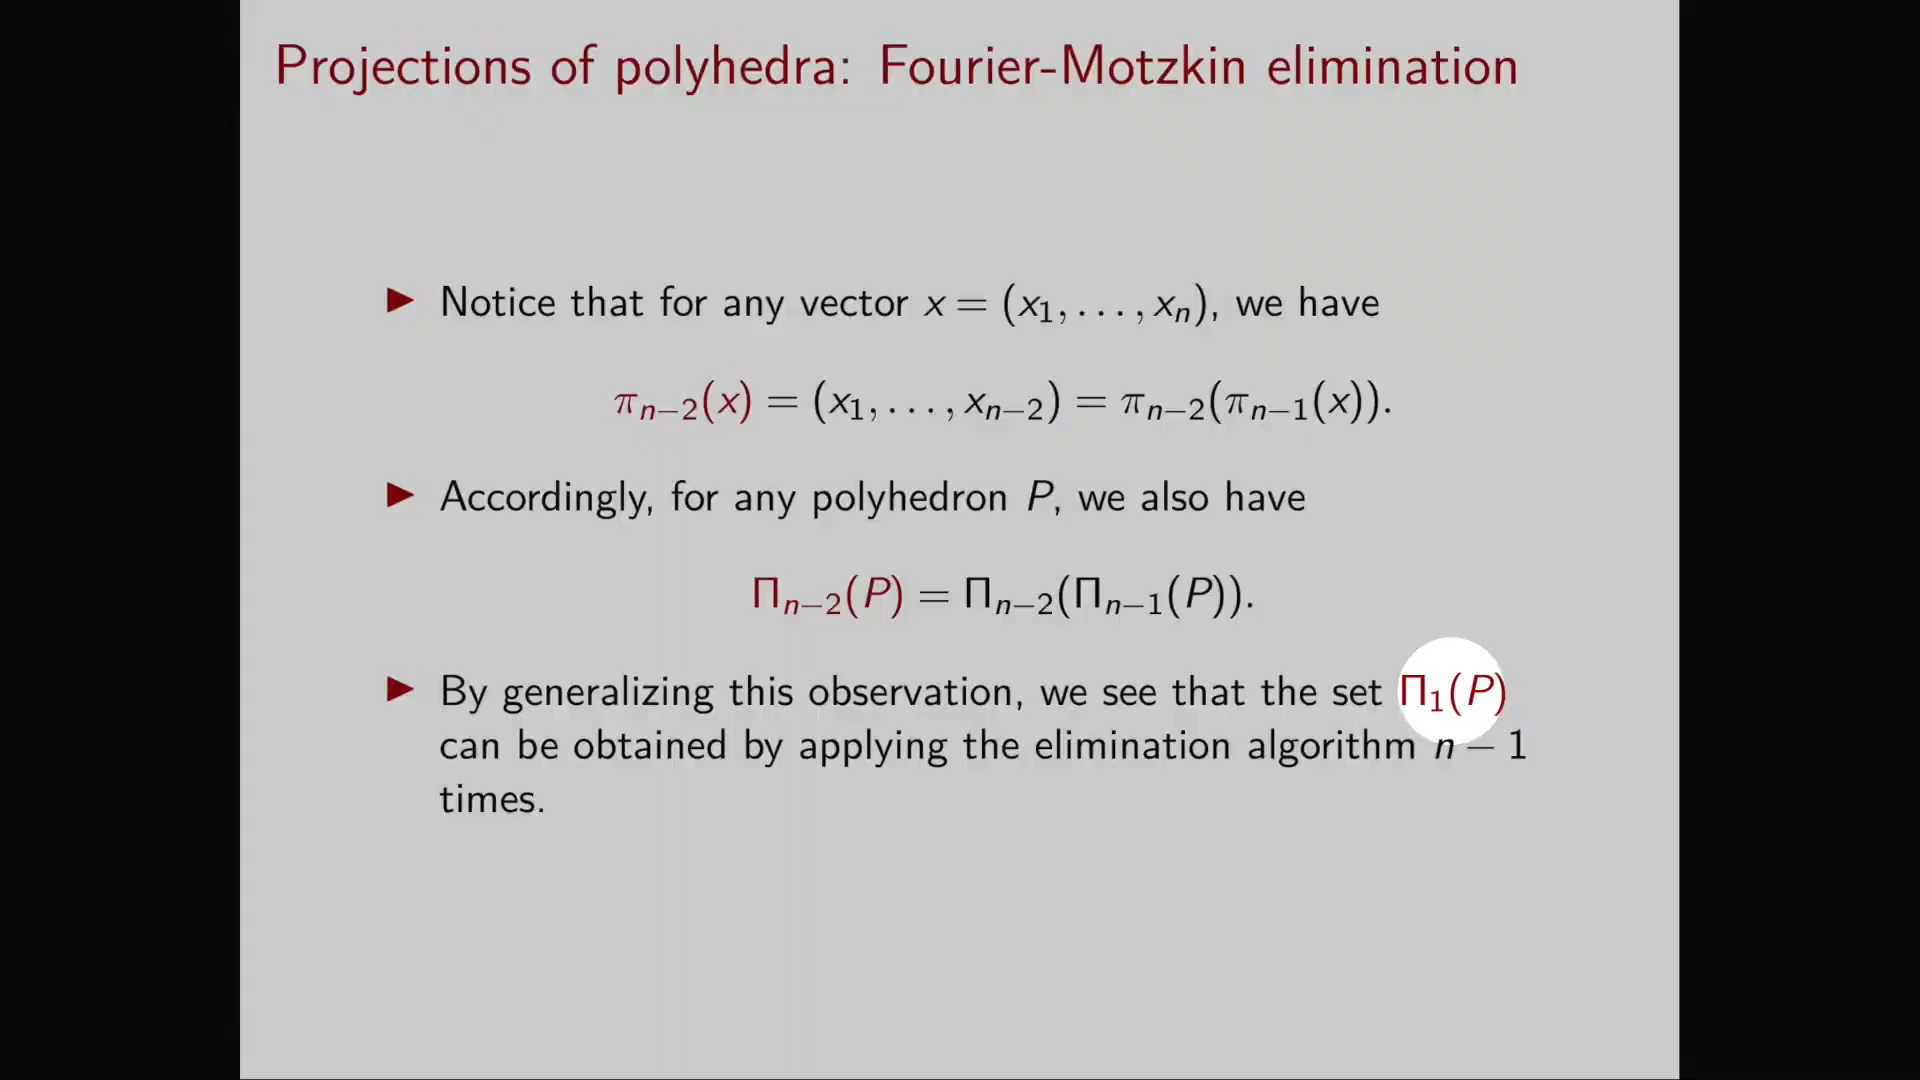 Projections of polyhedra: Fourier-Motzkin elimination
▶ Notice that for any vector x = (x₁, . . . , xₙ), we have
πₙ₋₂(x) = (x₁, . . . , xₙ₋₂) = πₙ₋₂(πₙ₋₁(x)).
▶ Accordingly, for any polyhedron P, we also have
Πₙ₋₂(P) = Πₙ₋₂(Πₙ₋₁(P)).
▶ By generalizing this observation, we see that the set Π₁(P)
can be obtained by applying the elimination algorithm n − 1
times.